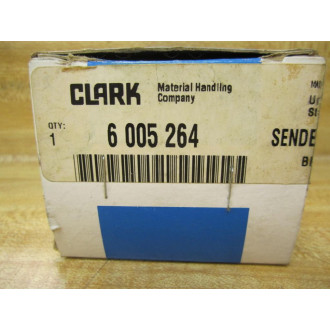 CLARK
Material Handling
Company
QTY:
1
6 005 264
SENDE